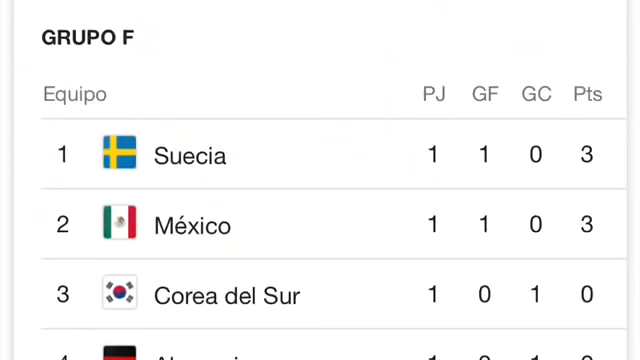 GRUPO F
Equipo PJ GF GC Pts
1 Suecia 1 1 0 3
2 México 1 1 0 3
3 Corea del Sur 1 0 1 0